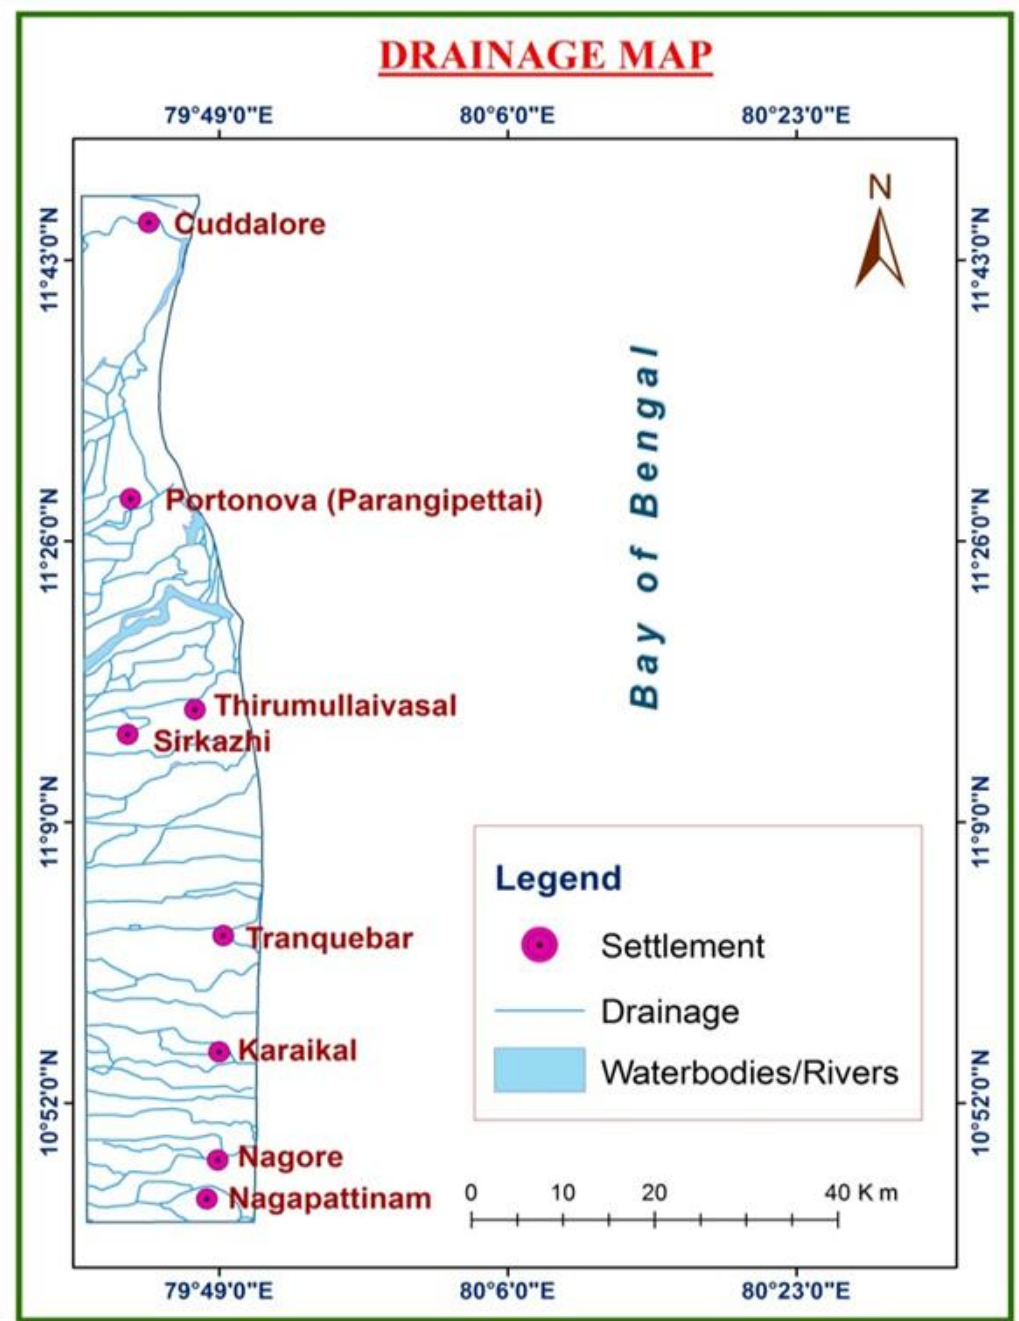 DRAINAGE MAP
79°49'0"E 80°6'0"E 80°23'0"E
N
11°43'0"N
11°43'0"N
Cuddalore
Bay of Bengal
Portonova (Parangipettai)
11°26'0"N
11°26'0"N
Thirumullaivasal
Sirkazhi
11°9'0"N
11°9'0"N
Legend
Settlement
Drainage
Waterbodies/Rivers
Tranquebar
Karaikal
10°52'0"N
10°52'0"N
Nagore
Nagapattinam
0 10 20 40 K m
79°49'0"E 80°6'0"E 80°23'0"E